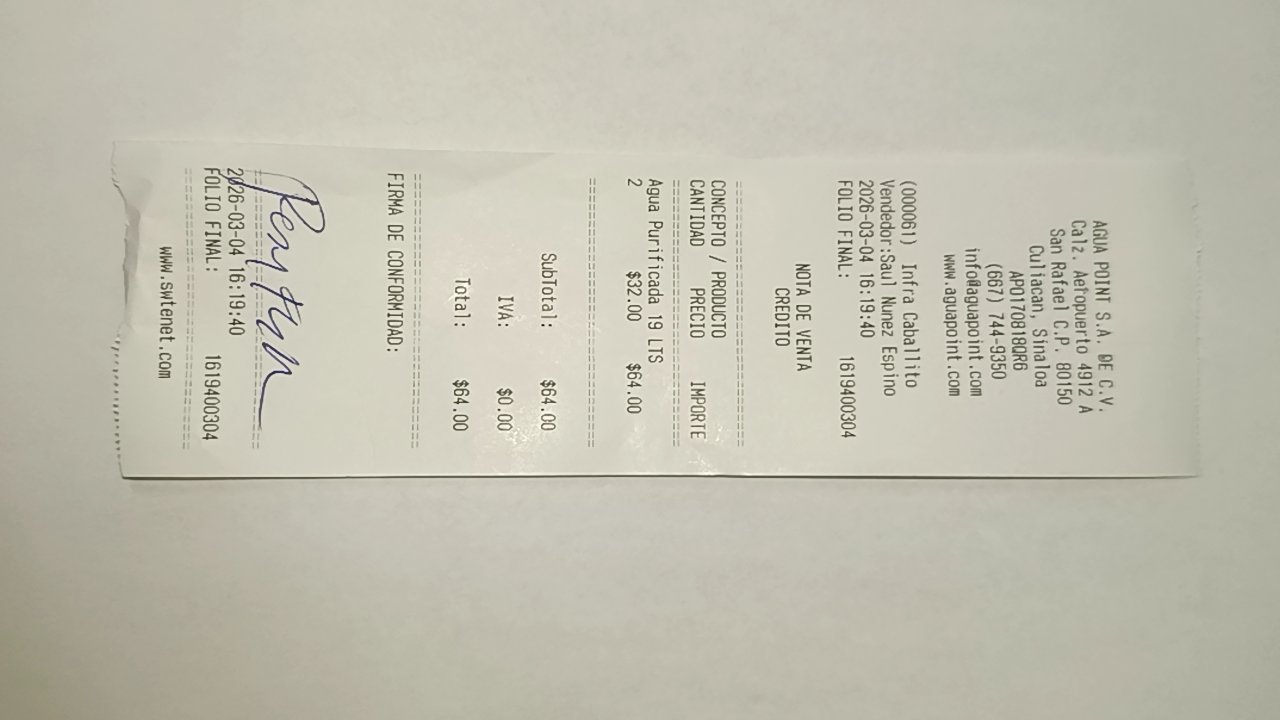 AGUA POINT S.A. DE C.V.
Calz. Aeropuerto 4912 A
San Rafael C.P. 80150
Culiacan, Sinaloa
APO170818QR6
(667) 744-9350
info@aguapoint.com
www.aguapoint.com
(000061) Infra Caballito
Vendedor:Saul Nunez Espino
2026-03-04 16:19:40
FOLIO FINAL: 1619400304
NOTA DE VENTA
CREDITO
CONCEPTO / PRODUCTO
CANTIDAD PRECIO IMPORTE
Agua Purificada 19 LTS
2 $32.00 $64.00
SubTotal: $64.00
IVA: $0.00
Total: $64.00
FIRMA DE CONFORMIDAD:
2026-03-04 16:19:40
FOLIO FINAL: 1619400304
www.swtenet.com